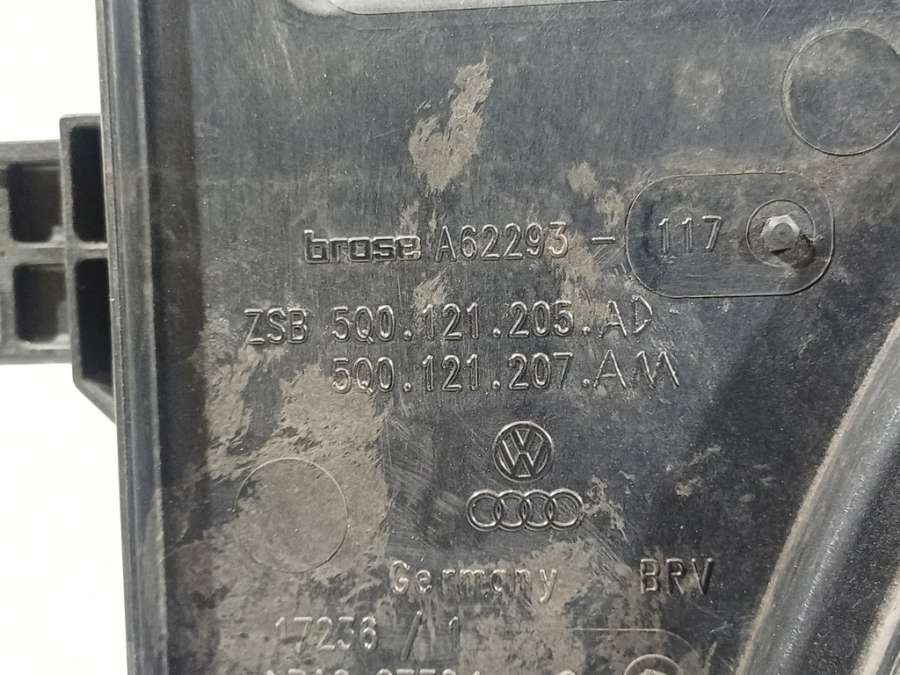 brose A62293 - 117
ZSB 5Q0.121.205.AD
5Q0.121.207.AM
Germany BRV
17236 / 1